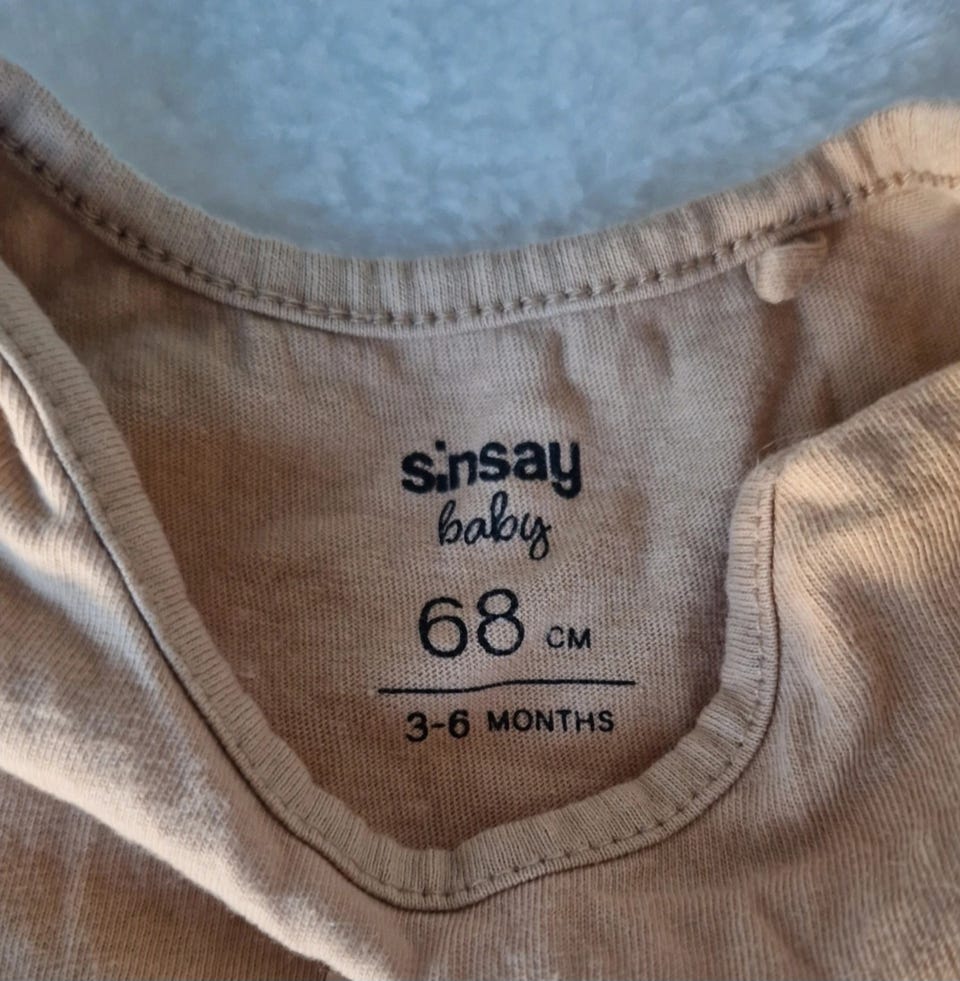 sinsay
baby
68 CM
3-6 MONTHS